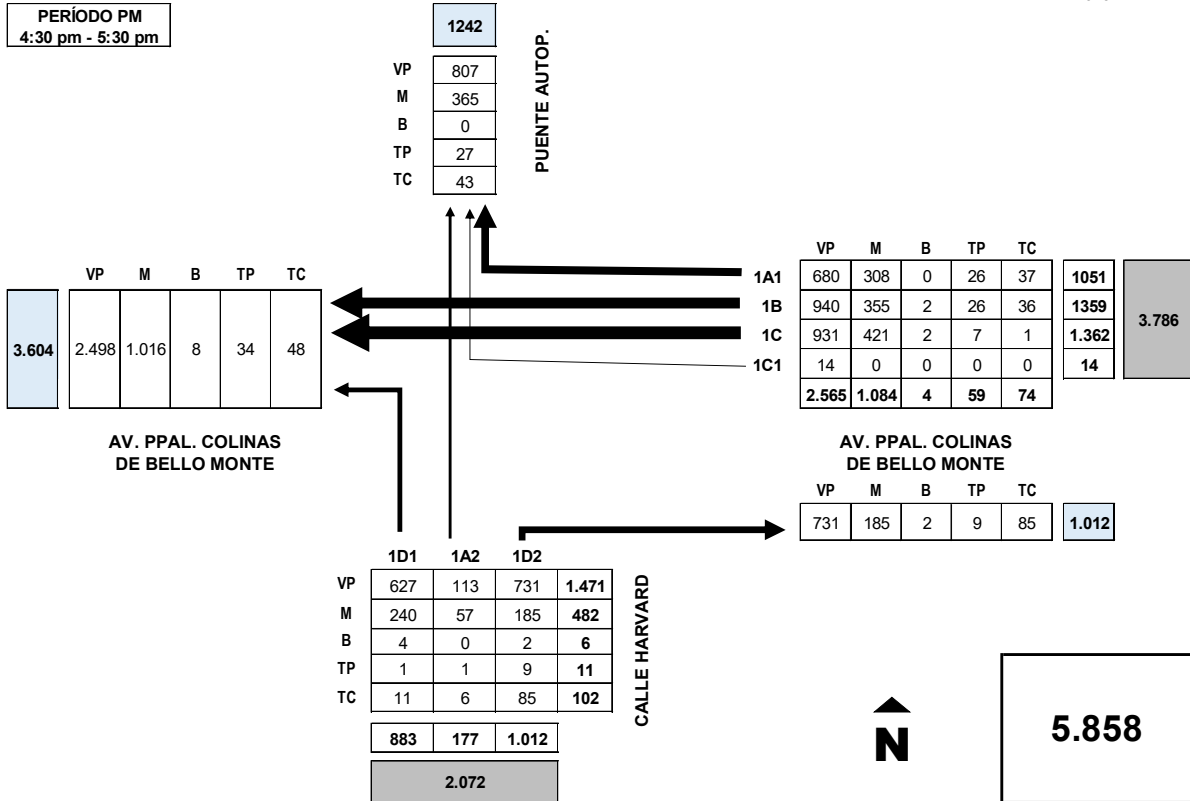 PERÍODO PM
4:30 pm - 5:30 pm
1242
VP 807
M 365
B 0
TP 27
TC 43
PUENTE AUTOP.
VP M B TP TC
3.604 2.498 1.016 8 34 48
AV. PPAL. COLINAS
DE BELLO MONTE
VP M B TP TC
1A1 680 308 0 26 37 1051
1B 940 355 2 26 36 1359
1C 931 421 2 7 1 1.362
1C1 14 0 0 0 0 14
2.565 1.084 4 59 74
3.786
AV. PPAL. COLINAS
DE BELLO MONTE
VP M B TP TC
731 185 2 9 85 1.012
1D1 1A2 1D2
VP 627 113 731 1.471
M 240 57 185 482
B 4 0 2 6
TP 1 1 9 11
TC 11 6 85 102
883 177 1.012
2.072
CALLE HARVARD
N
5.858